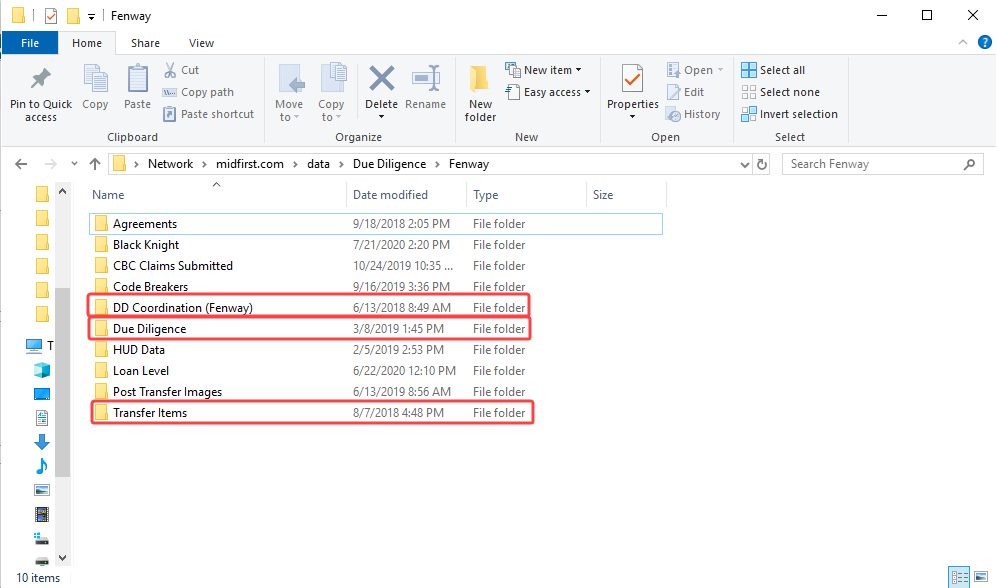 Fenway
File Home Share View
Pin to Quick access
Copy
Paste
Cut
Copy path
Paste shortcut
Clipboard
Move to
Copy to
Delete
Rename
Organize
New folder
New item
Easy access
New
Properties
Open
Edit
History
Open
Select all
Select none
Invert selection
Select
Network > midfirst.com > data > Due Diligence > Fenway
Search Fenway
Name Date modified Type Size
Agreements 9/18/2018 2:05 PM File folder
Black Knight 7/21/2020 2:20 PM File folder
CBC Claims Submitted 10/24/2019 10:35 ... File folder
Code Breakers 9/16/2019 3:36 PM File folder
DD Coordination (Fenway) 6/13/2018 8:49 AM File folder
Due Diligence 3/8/2019 1:45 PM File folder
HUD Data 2/5/2019 2:53 PM File folder
Loan Level 6/22/2020 12:10 PM File folder
Post Transfer Images 6/13/2019 8:56 AM File folder
Transfer Items 8/7/2018 4:48 PM File folder
T
10 items